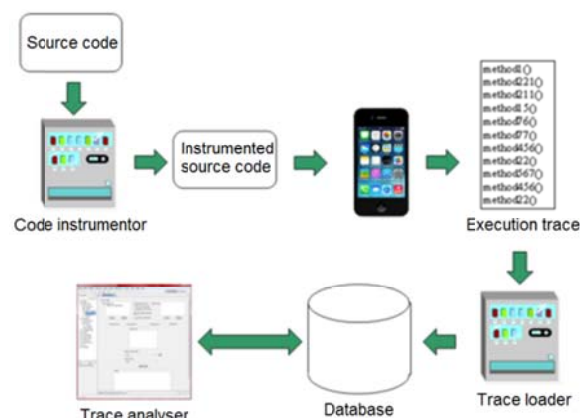 Source code
Code instrumentor
Instrumented
source code
method1()
method221()
method211()
method15()
method76()
method77()
method456()
method22()
method567()
method456()
method22()
Execution trace
Trace loader
Database
Trace analyser